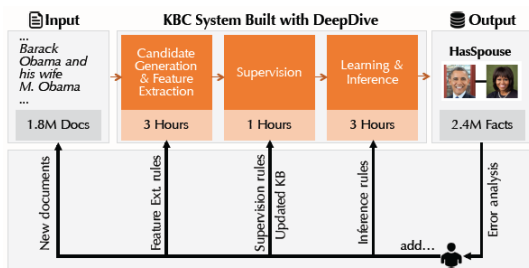 Input
KBC System Built with DeepDive
Output
...
Barack
Obama and
his wife
M. Obama
...
1.8M Docs
Candidate
Generation
& Feature
Extraction
3 Hours
Supervision
1 Hours
Learning &
Inference
3 Hours
HasSpouse
2.4M Facts
New documents
Feature Ext. rules
Supervision rules
Updated KB
Inference rules
Error analysis
add...